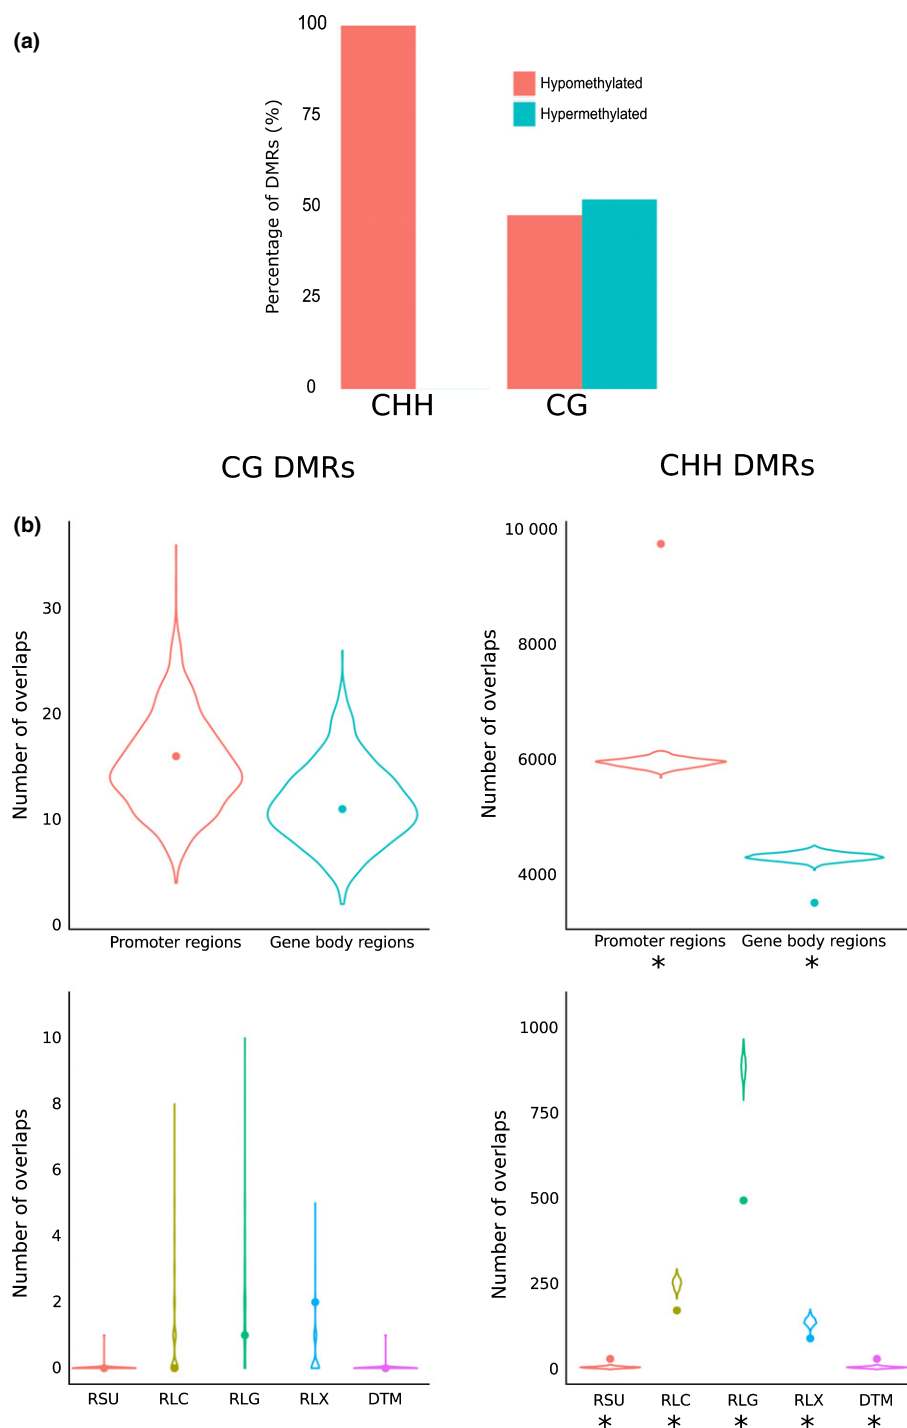 (a)
Percentage of DMRs (%)
100
75
50
25
0
Hypomethylated
Hypermethylated
CHH
CG
CG DMRs
CHH DMRs
(b)
Number of overlaps
30
20
10
0
Promoter regions
Gene body regions
Number of overlaps
10 000
8000
6000
4000
Promoter regions
Gene body regions
* *
Number of overlaps
10
8
6
4
2
0
RSU RLC RLG RLX DTM
Number of overlaps
1000
750
500
250
0
RSU RLC RLG RLX DTM
* * * * *